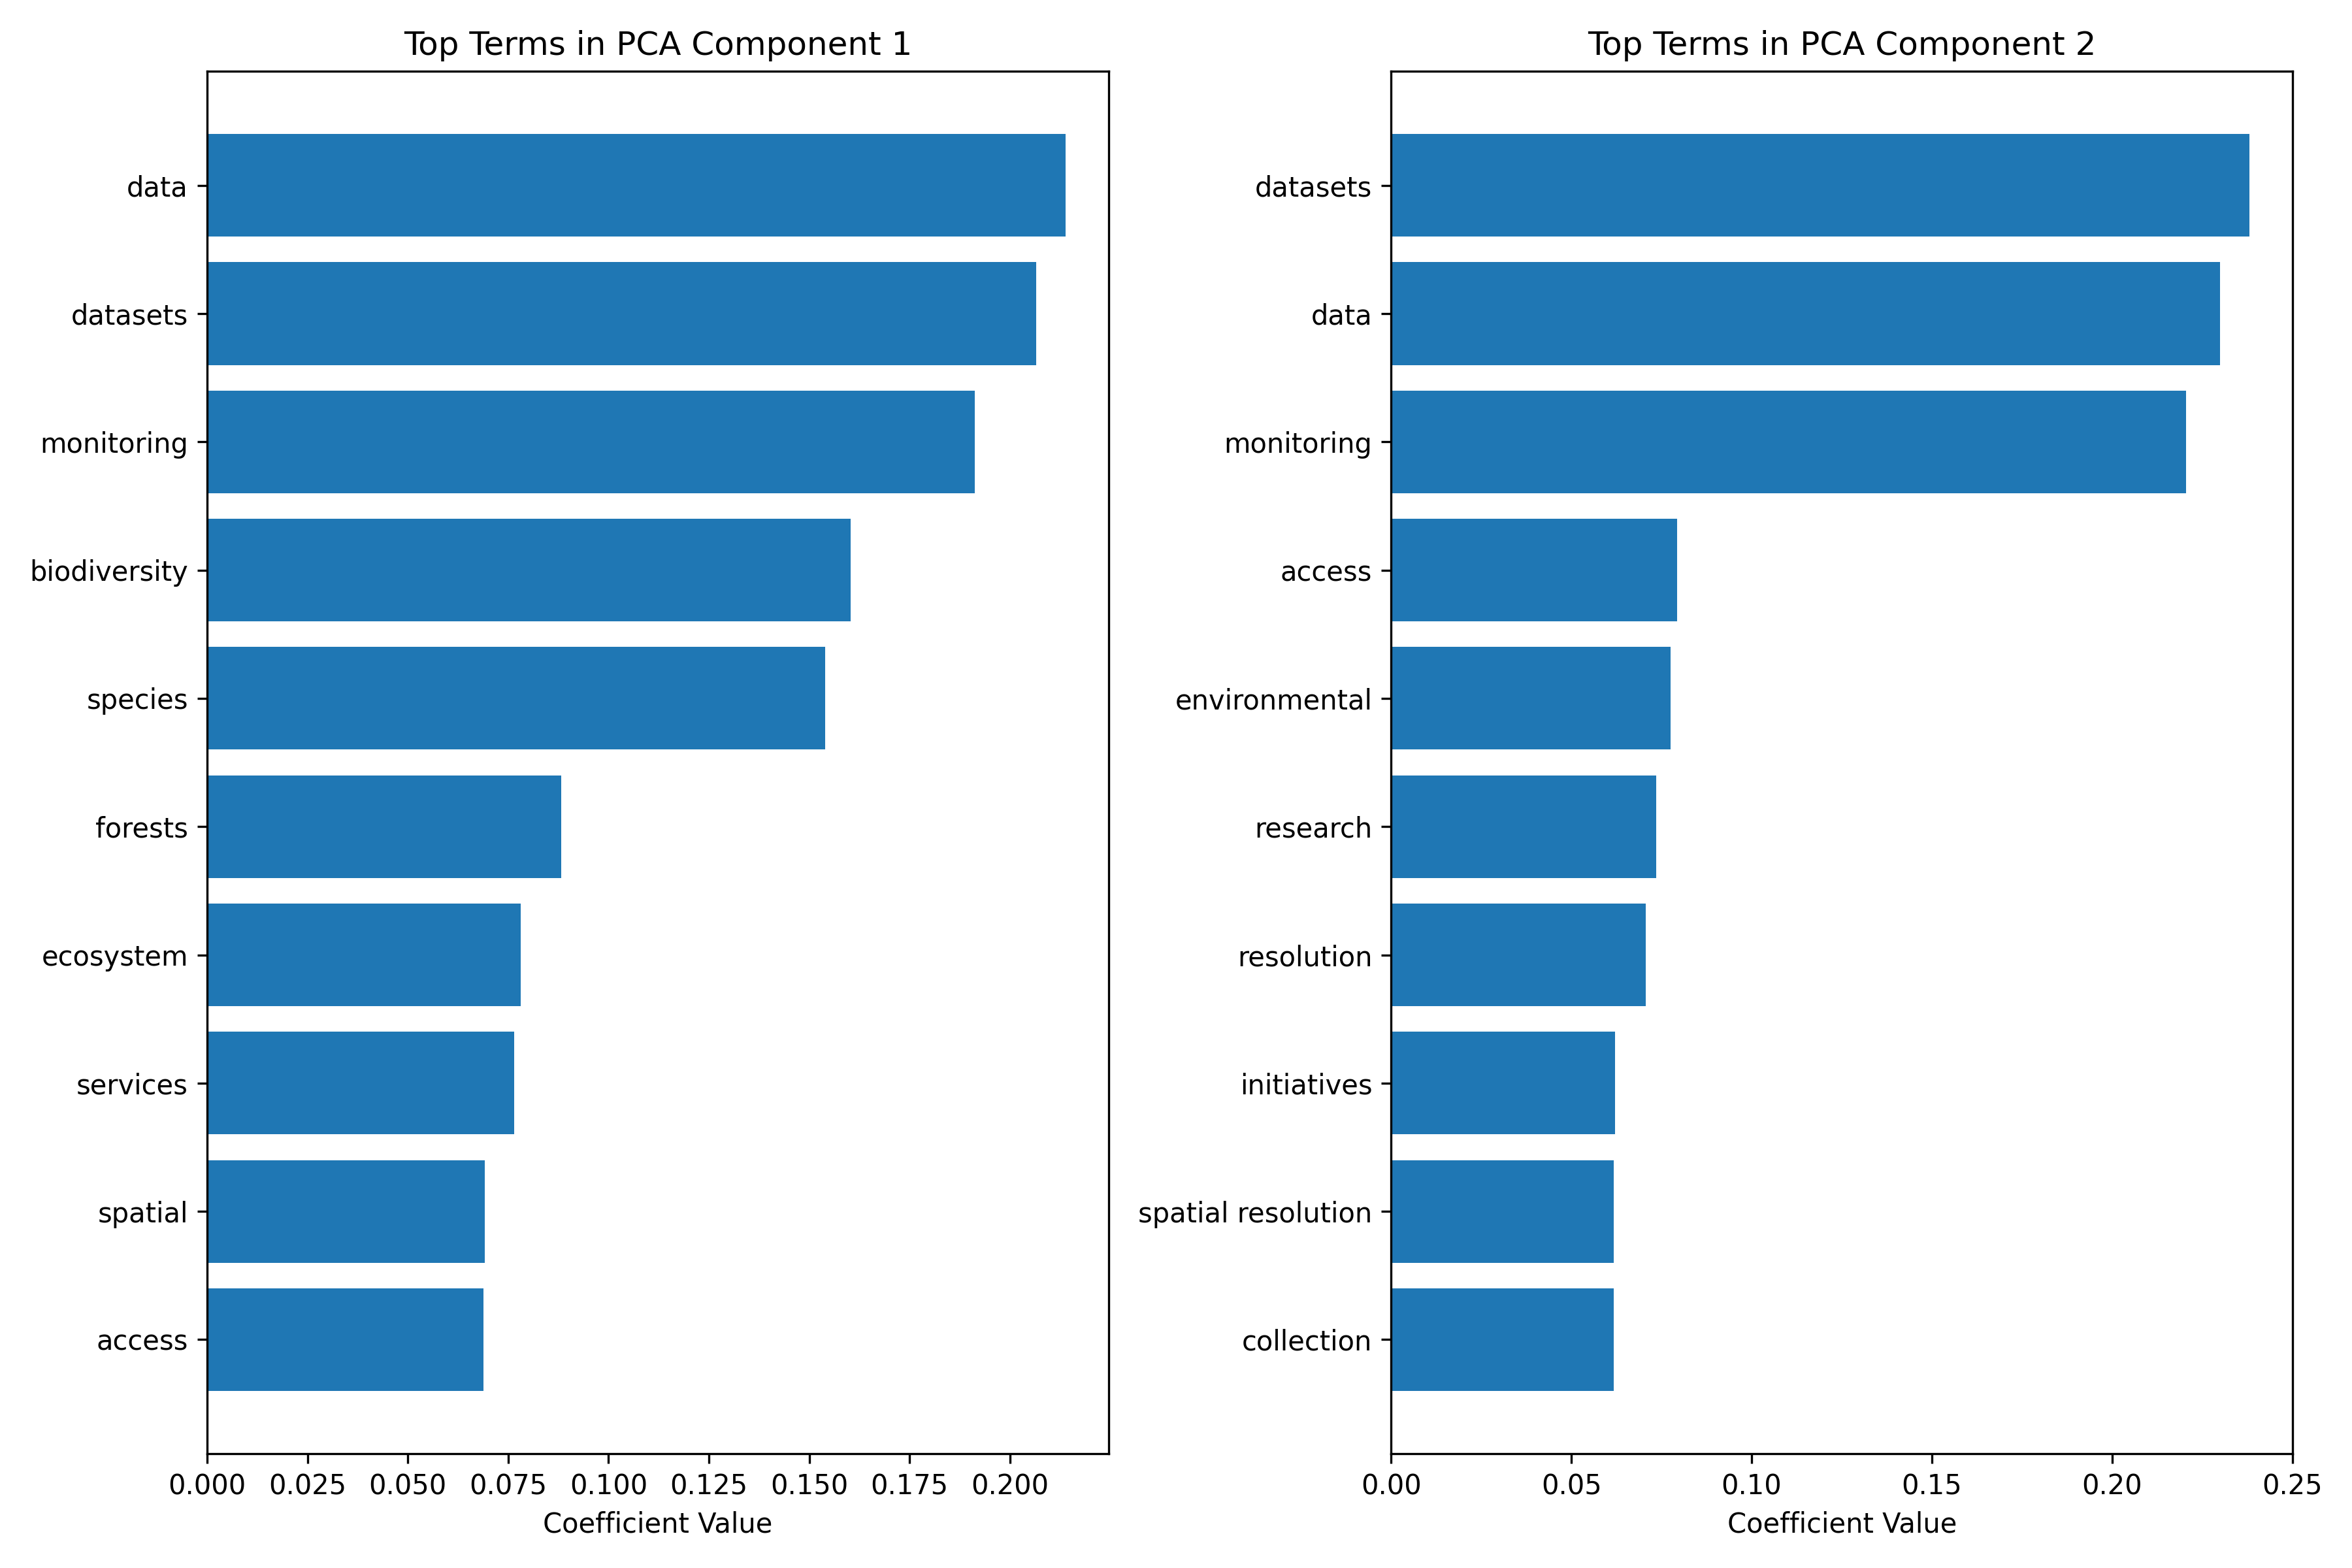 Top Terms in PCA Component 1
data
datasets
monitoring
biodiversity
species
forests
ecosystem
services
spatial
access
0.000 0.025 0.050 0.075 0.100 0.125 0.150 0.175 0.200
Coefficient Value
Top Terms in PCA Component 2
datasets
data
monitoring
access
environmental
research
resolution
initiatives
spatial resolution
collection
0.00 0.05 0.10 0.15 0.20 0.25
Coefficient Value